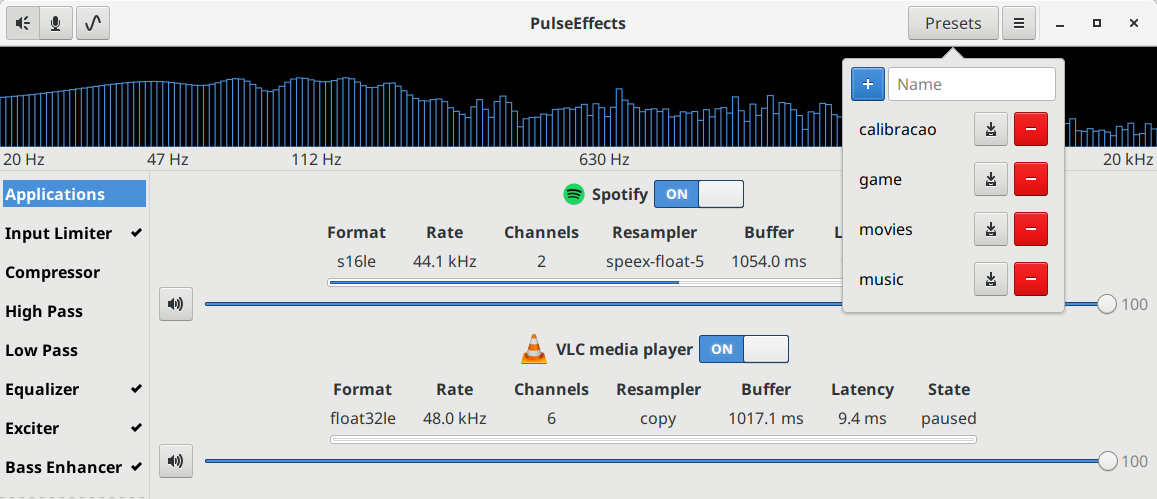 PulseEffects
Presets
Name
calibracao
game
movies
music
20 Hz 47 Hz 112 Hz 630 Hz 20 kHz
Applications
Input Limiter
Compressor
High Pass
Low Pass
Equalizer
Exciter
Bass Enhancer
Spotify ON
Format Rate Channels Resampler Buffer L
s16le 44.1 kHz 2 speex-float-5 1054.0 ms
100
VLC media player ON
Format Rate Channels Resampler Buffer Latency State
float32le 48.0 kHz 6 copy 1017.1 ms 9.4 ms paused
100